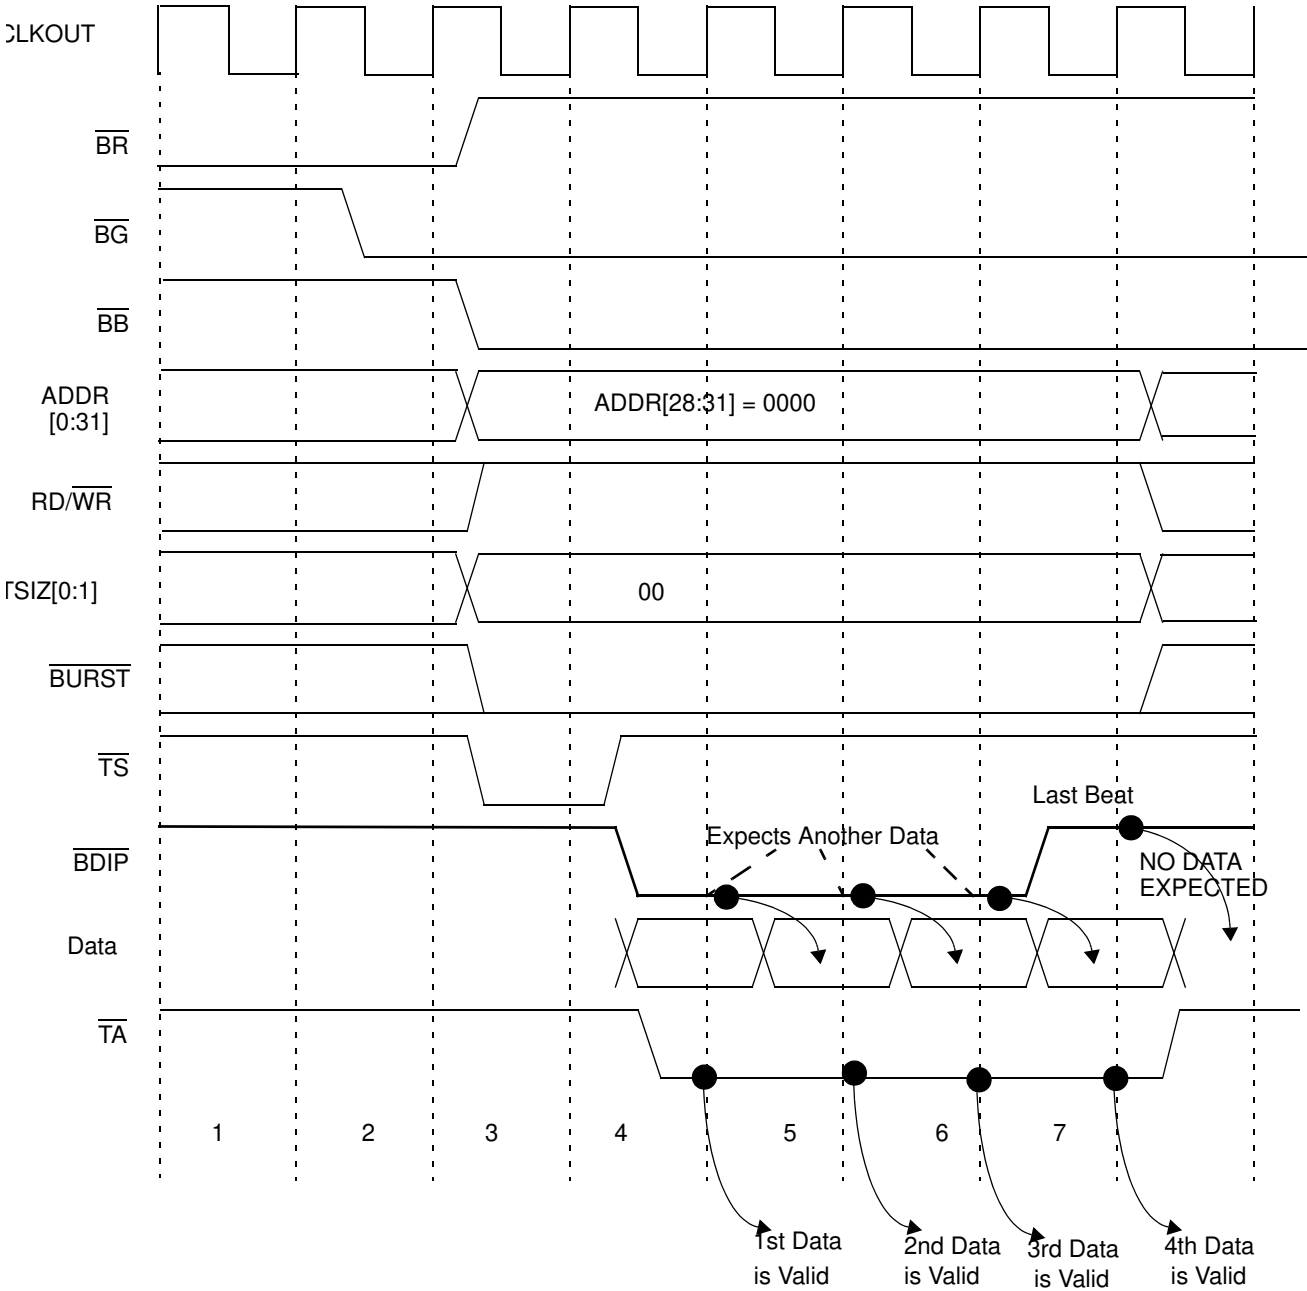 CLKOUT
BR
BG
BB
ADDR
[0:31]
ADDR[28:31] = 0000
RD/WR
TSIZ[0:1]
00
BURST
TS
Last Beat
Expects Another Data
BDIP
NO DATA
EXPECTED
Data
TA
1 2 3 4 5 6 7
1st Data
is Valid
2nd Data
is Valid
3rd Data
is Valid
4th Data
is Valid